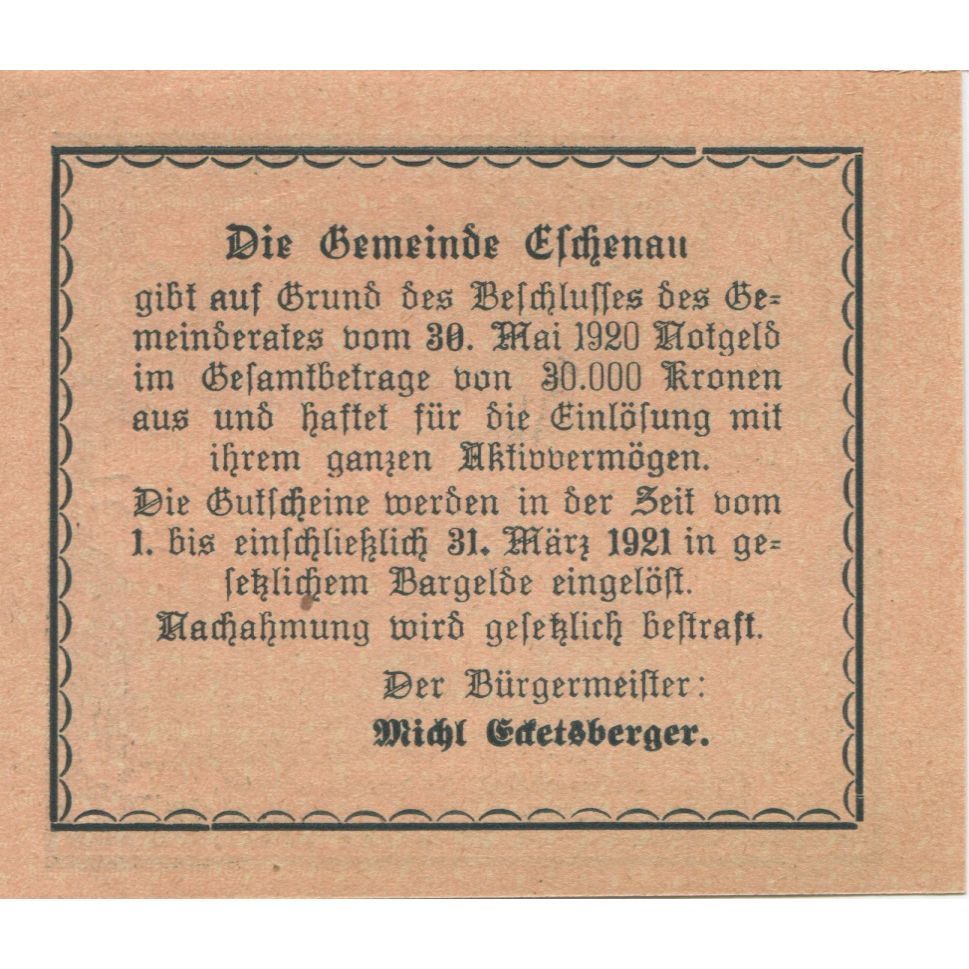 Die Gemeinde Eschenau
gibt auf Grund des Beschlusses des Ge=
meinderates vom 30. Mai 1920 Notgeld
im Gesamtbetrage von 30.000 Kronen
aus und haftet für die Einlösung mit
ihrem ganzen Aktivvermögen.
Die Gutscheine werden in der Zeit vom
1. bis einschließlich 31. März 1921 in ge=
setzlichem Bargelde eingelöst.
Nachahmung wird gesetzlich bestraft.
Der Bürgermeister:
Michl Ecketsberger.